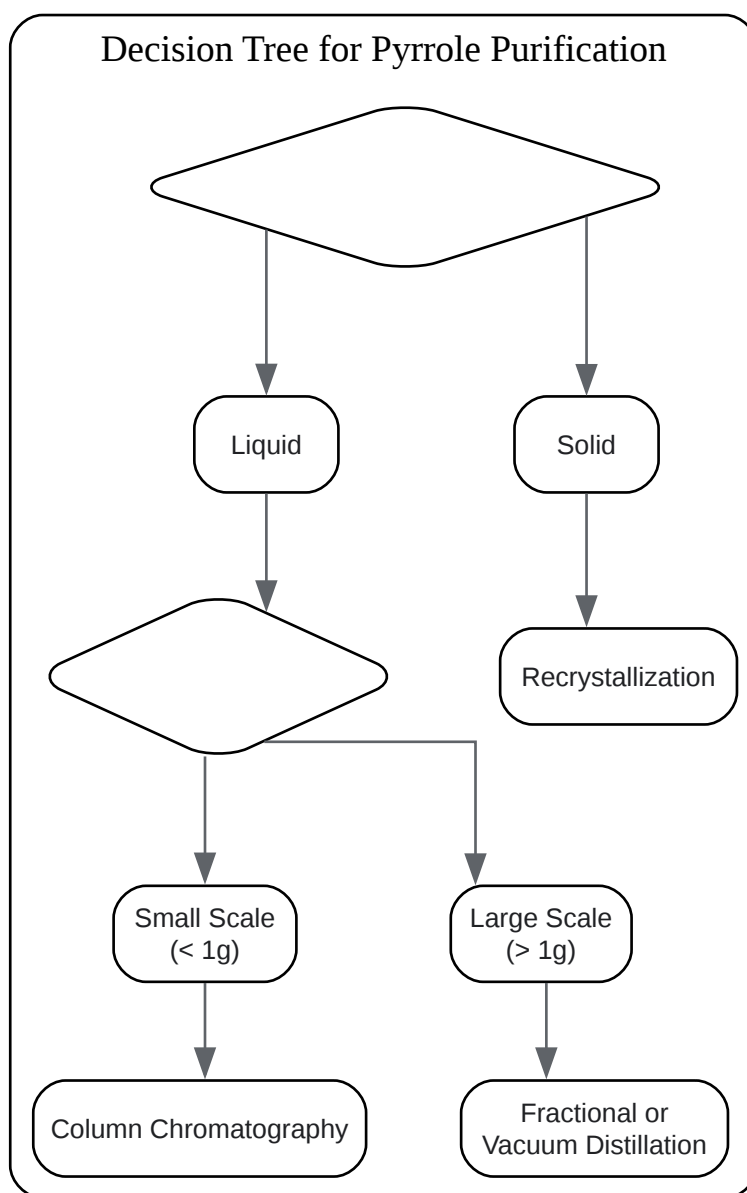 Decision Tree for Pyrrole Purification
Liquid
Solid
Recrystallization
Small Scale
(< 1g)
Large Scale
(> 1g)
Column Chromatography
Fractional or
Vacuum Distillation